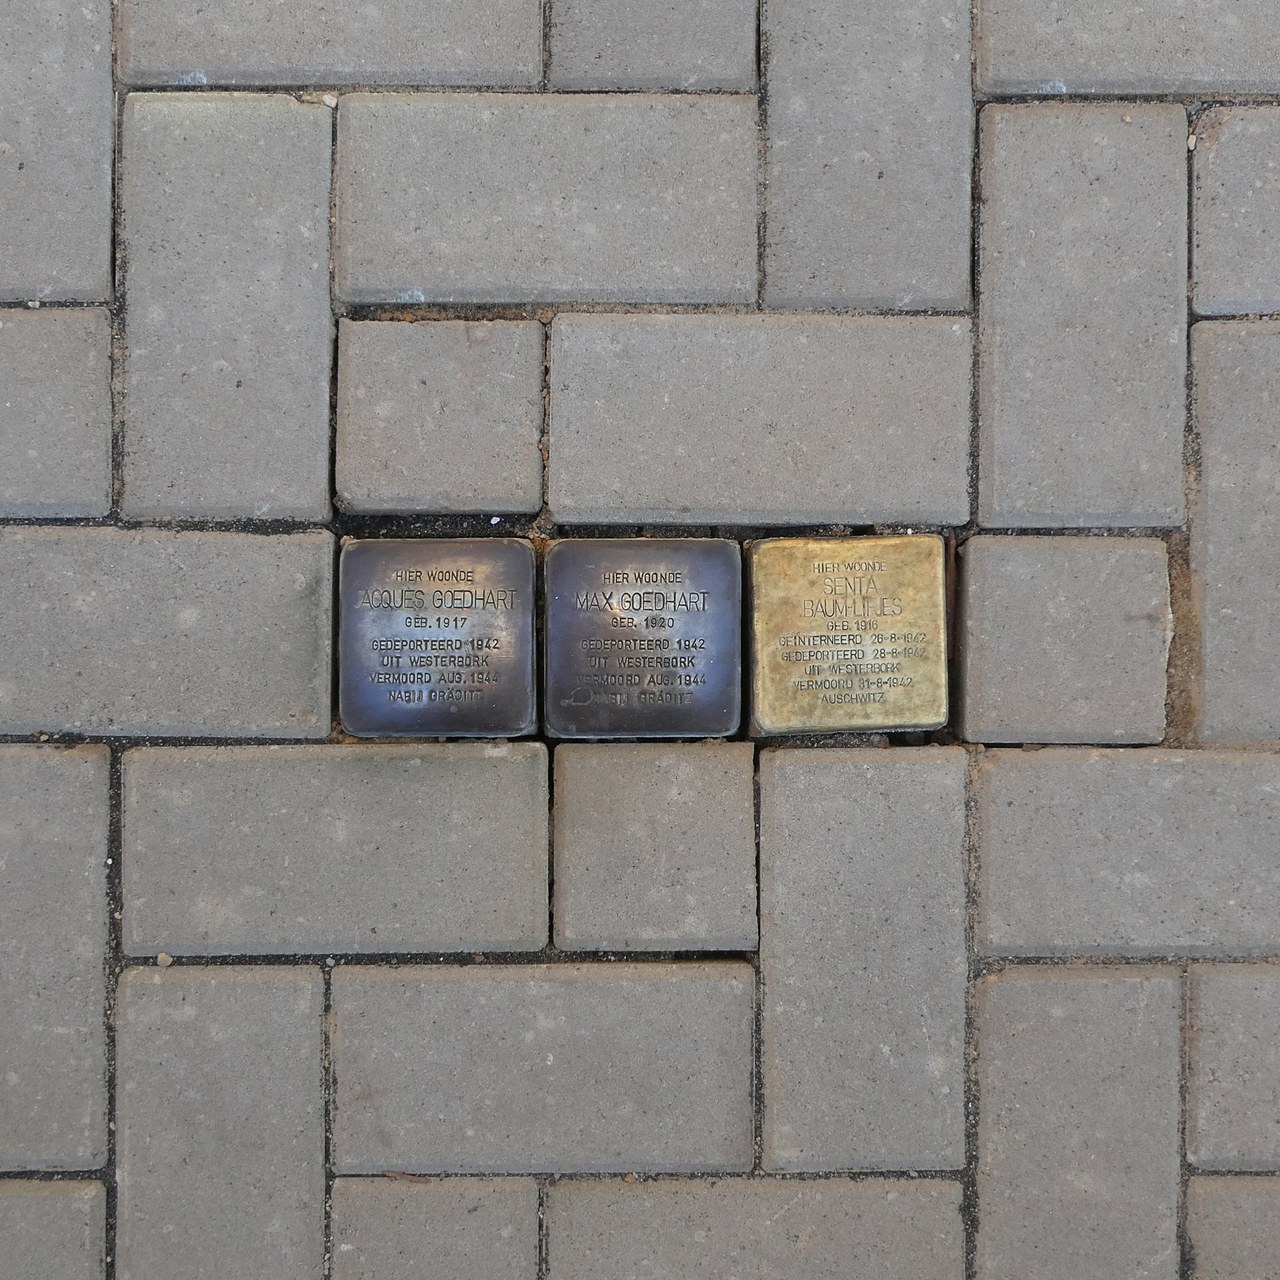 HIER WOONDE
JACQUES GOEDHART
GEB. 1917
GEDEPORTEERD 1942
UIT WESTERBORK
VERMOORD AUG. 1944
NABIJ GRÄDITZ
HIER WOONDE
MAX GOEDHART
GEB. 1920
GEDEPORTEERD 1942
UIT WESTERBORK
VERMOORD AUG. 1944
NABIJ GRÄDITZ
HIER WOONDE
SENTA
BAUM-LIFJES
GEB. 1916
GEÏNTERNEERD 26-8-1942
GEDEPORTEERD 28-8-1942
UIT WESTERBORK
VERMOORD 31-8-1942
AUSCHWITZ